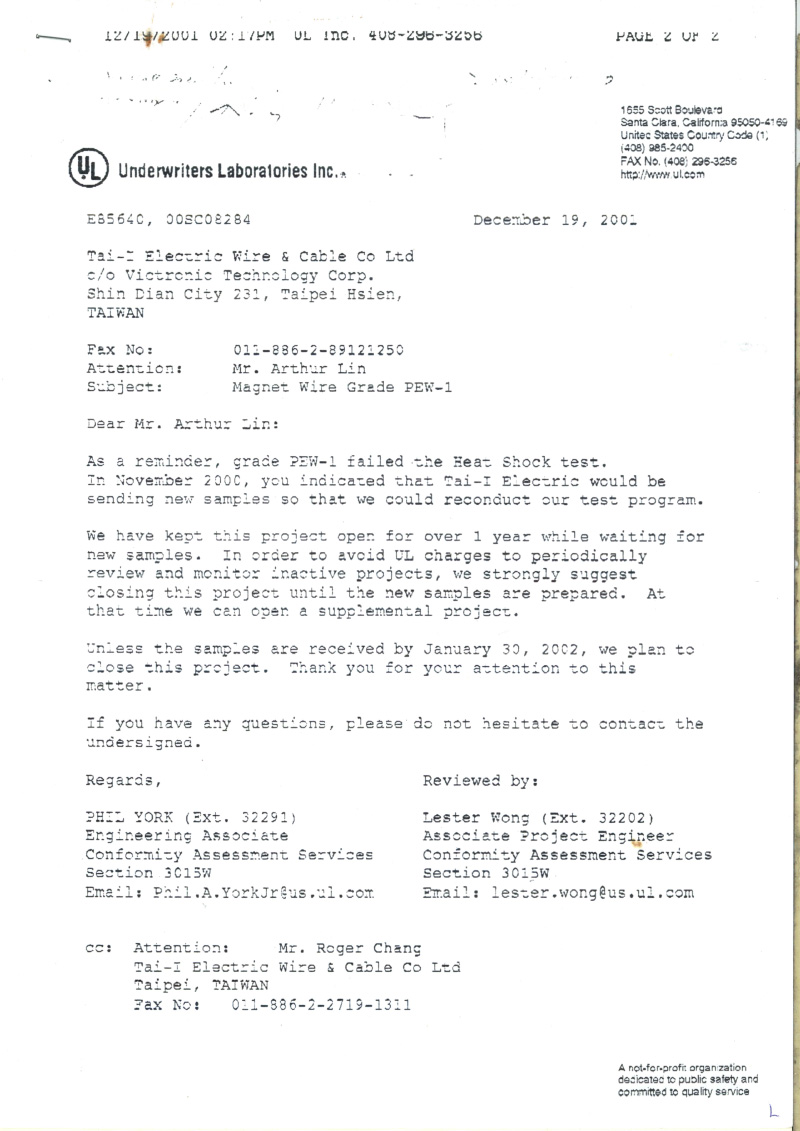 12/19/2001 02:17PM UL Inc. 408-296-3256 PAGE 2 OF 2
1655 Scott Boulevard
Santa Clara, California 95050-4169
United States Country Code (1)
(408) 985-2400
FAX No. (408) 296-3256
http://www.ul.com
UL Underwriters Laboratories Inc.®
E85640, 00SC08284 December 19, 2001
Tai-I Electric Wire & Cable Co Ltd
c/o Victronic Technology Corp.
Shin Dian City 231, Taipei Hsien,
TAIWAN
Fax No: 011-886-2-89121250
Attention: Mr. Arthur Lin
Subject: Magnet Wire Grade PEW-1
Dear Mr. Arthur Lin:
As a reminder, grade PEW-1 failed the Heat Shock test.
In November 2000, you indicated that Tai-I Electric would be
sending new samples so that we could reconduct our test program.
We have kept this project open for over 1 year while waiting for
new samples. In order to avoid UL charges to periodically
review and monitor inactive projects, we strongly suggest
closing this project until the new samples are prepared. At
that time we can open a supplemental project.
Unless the samples are received by January 30, 2002, we plan to
close this project. Thank you for your attention to this
matter.
If you have any questions, please do not hesitate to contact the
undersigned.
Regards, Reviewed by:
PHIL YORK (Ext. 32291) Lester Wong (Ext. 32202)
Engineering Associate Associate Project Engineer
Conformity Assessment Services Conformity Assessment Services
Section 3015W Section 3015W
Email: Phil.A.YorkJr@us.ul.com Email: lester.wong@us.ul.com
cc: Attention: Mr. Roger Chang
Tai-I Electric Wire & Cable Co Ltd
Taipei, TAIWAN
Fax No: 011-886-2-2719-1311
A not-for-profit organization
dedicated to public safety and
committed to quality service
L